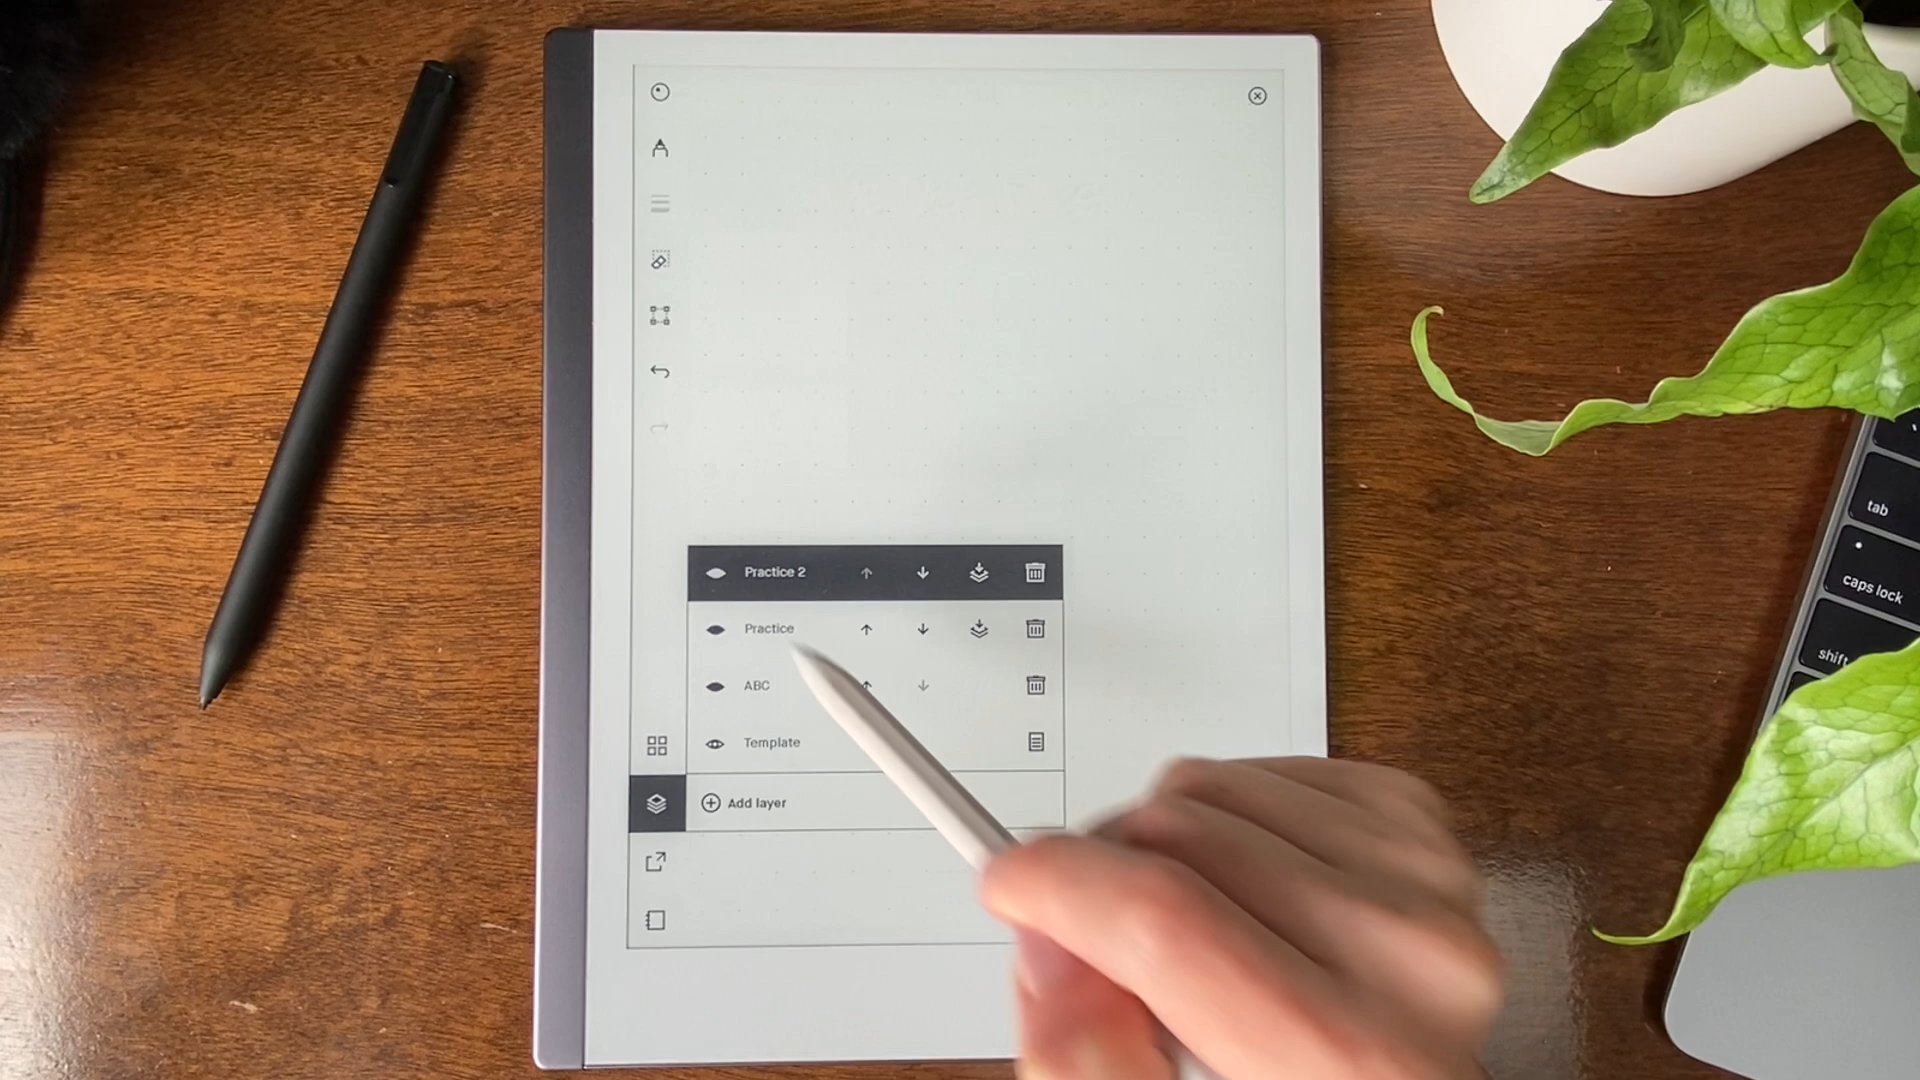 Practice 2
Practice
ABC
Template
Add layer
tab
caps lock
shift